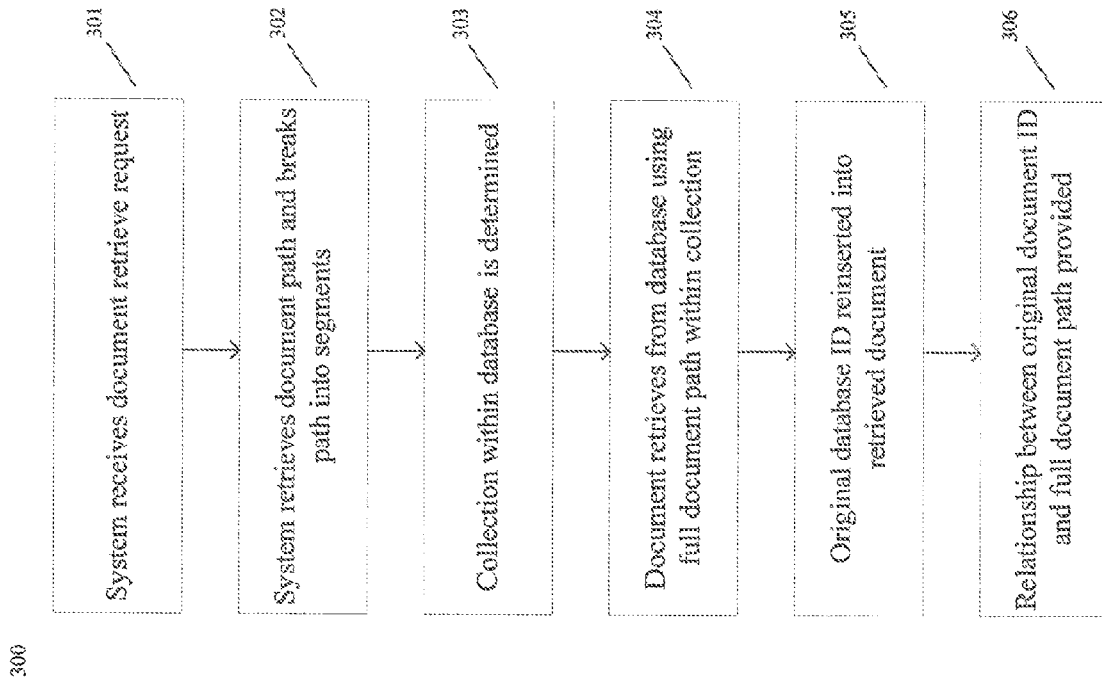 300
System receives document retrieve request
301
System retrieves document path and breaks
path into segments
302
Collection within database is determined
303
Document retrieves from database using
full document path within collection
304
Original database ID reinserted into
retrieved document
305
Relationship between original document ID
and full document path provided
306